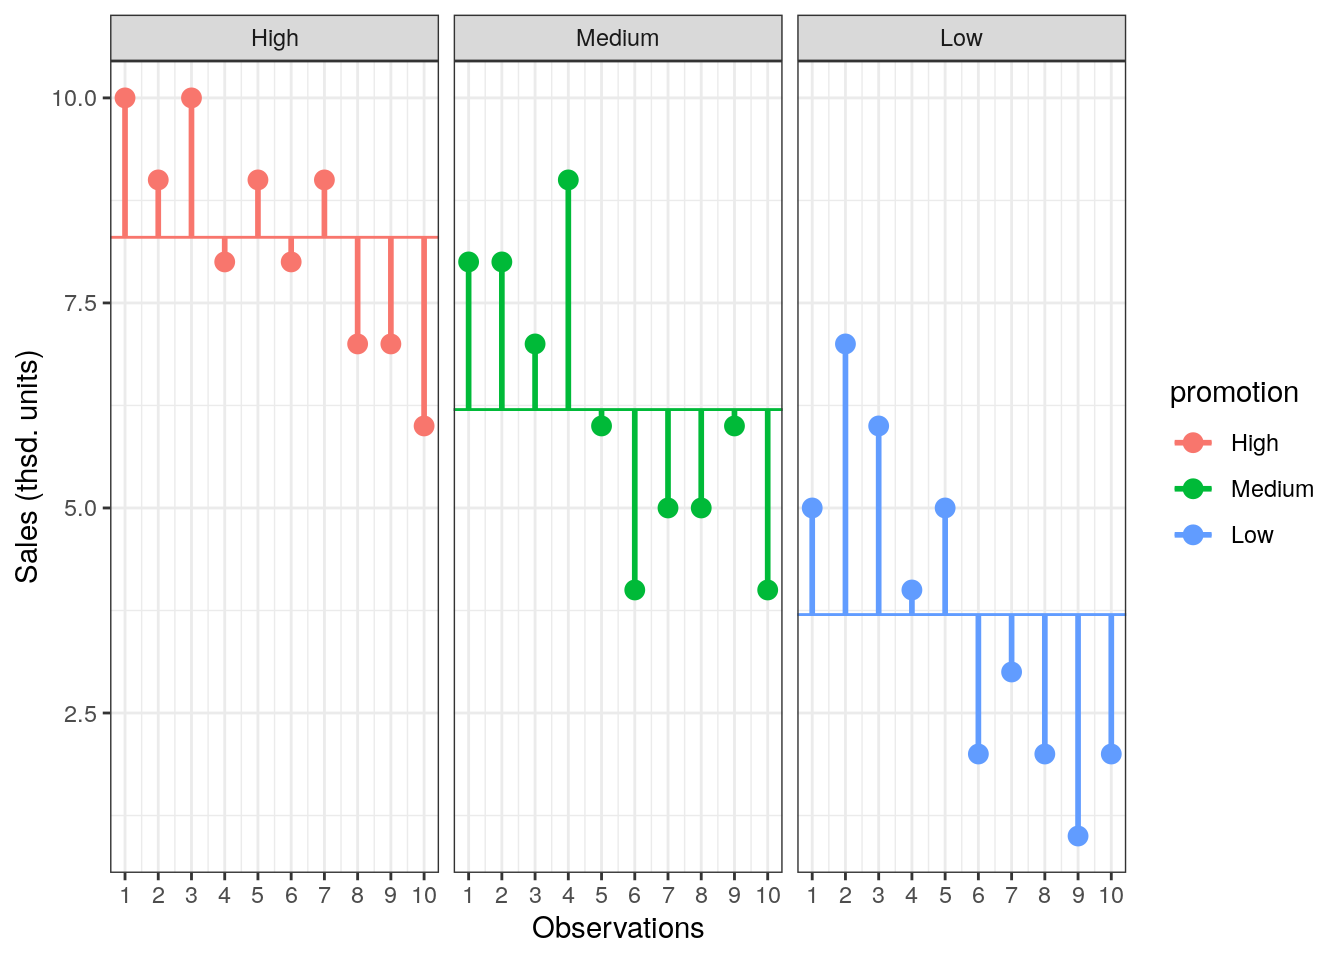 High Medium Low
10.0
7.5
5.0
2.5
Sales (thsd. units)
1 2 3 4 5 6 7 8 9 10 1 2 3 4 5 6 7 8 9 10 1 2 3 4 5 6 7 8 9 10
Observations
promotion
High
Medium
Low